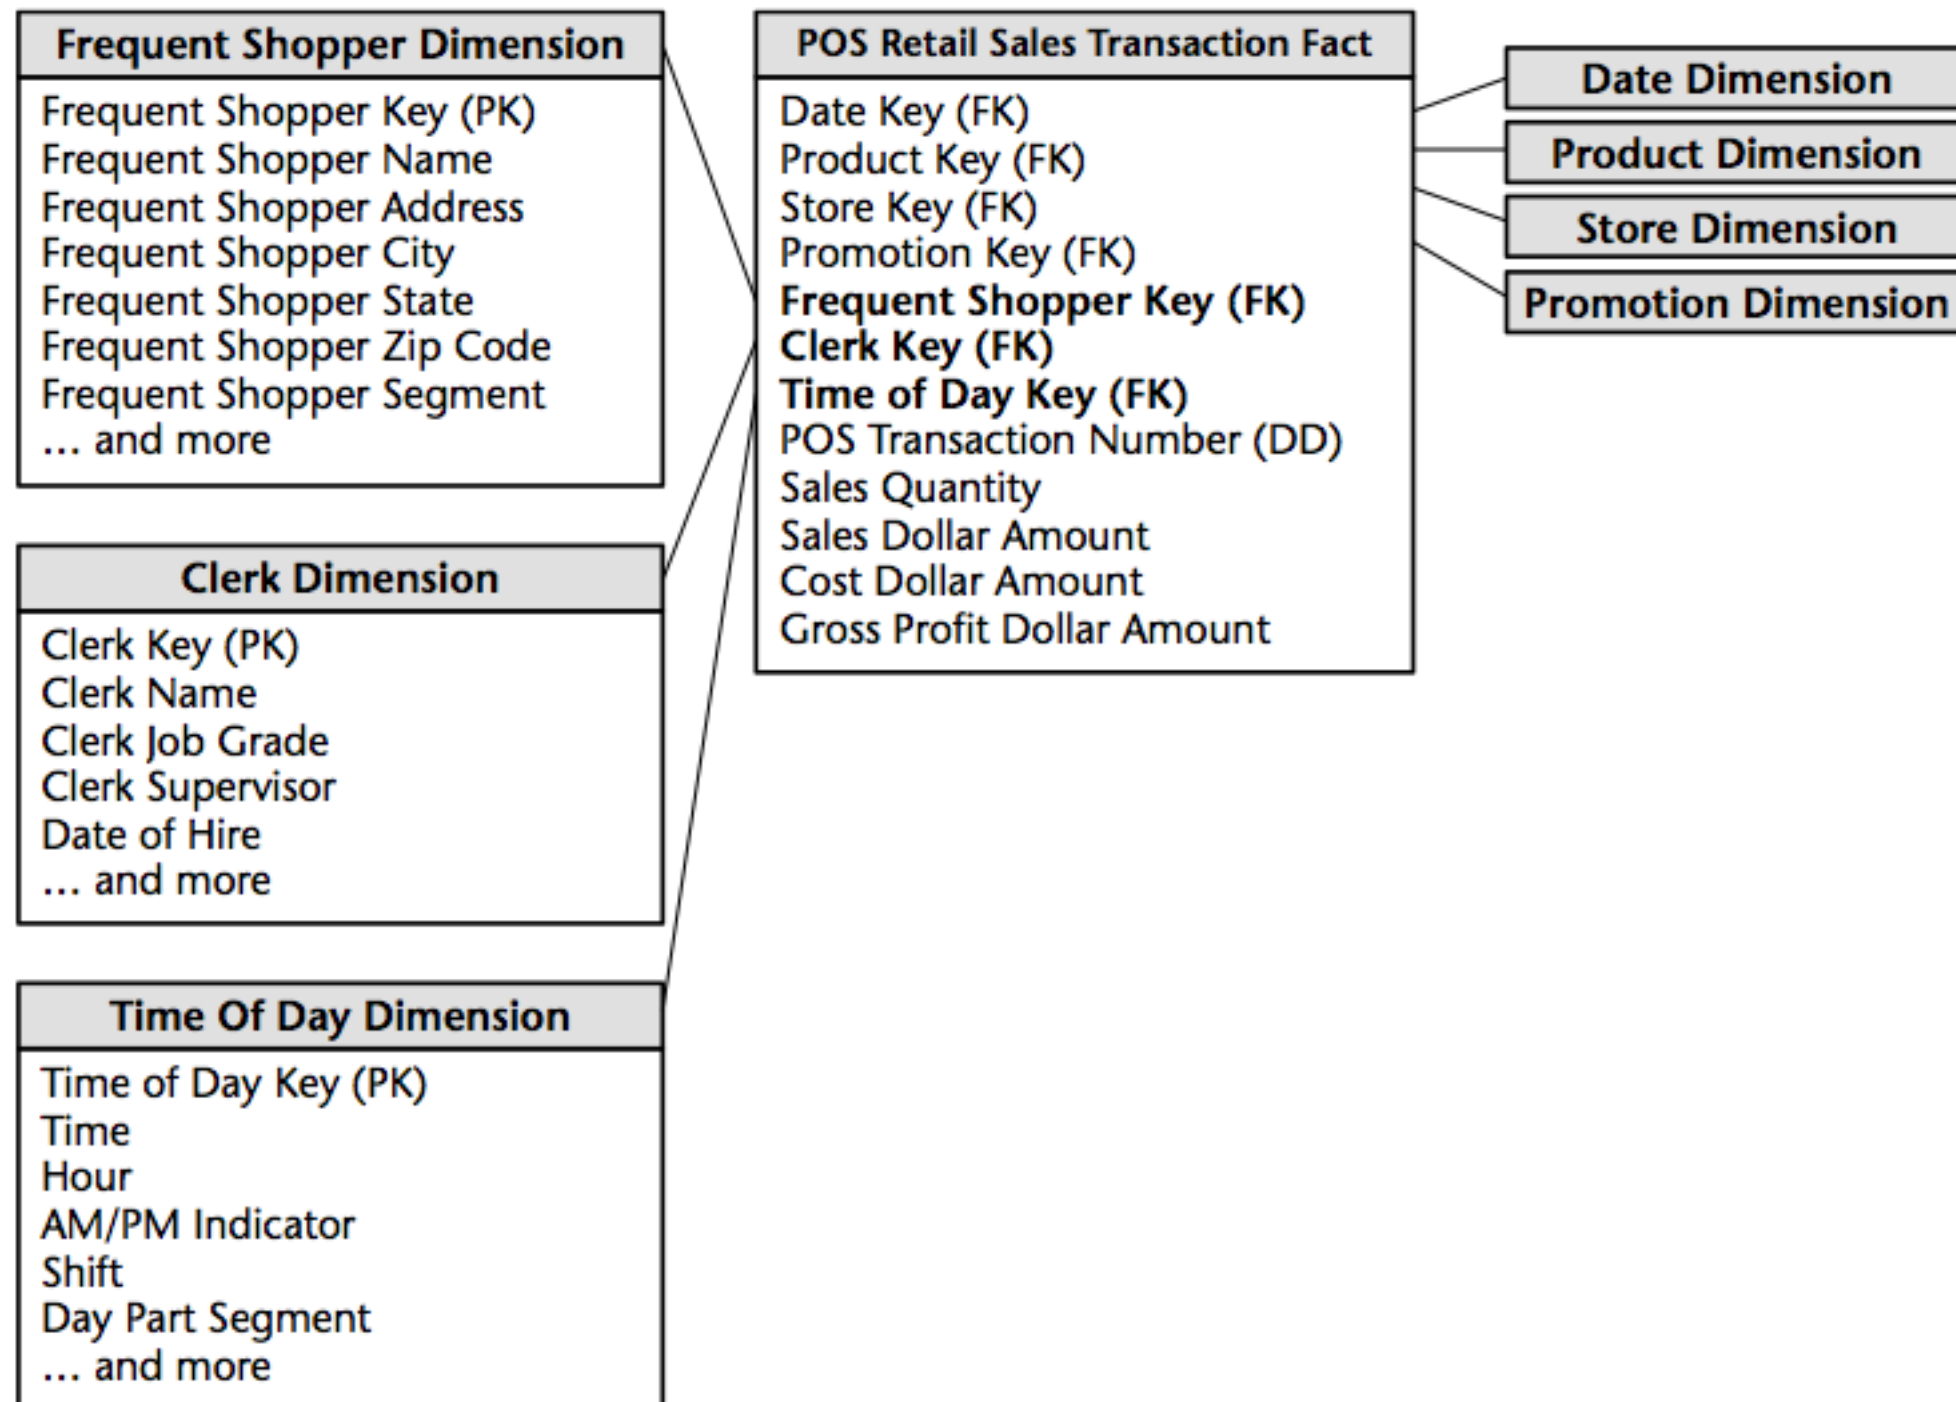 Frequent Shopper Dimension
Frequent Shopper Key (PK)
Frequent Shopper Name
Frequent Shopper Address
Frequent Shopper City
Frequent Shopper State
Frequent Shopper Zip Code
Frequent Shopper Segment
... and more
Clerk Dimension
Clerk Key (PK)
Clerk Name
Clerk Job Grade
Clerk Supervisor
Date of Hire
... and more
Time Of Day Dimension
Time of Day Key (PK)
Time
Hour
AM/PM Indicator
Shift
Day Part Segment
... and more
POS Retail Sales Transaction Fact
Date Key (FK)
Product Key (FK)
Store Key (FK)
Promotion Key (FK)
Frequent Shopper Key (FK)
Clerk Key (FK)
Time of Day Key (FK)
POS Transaction Number (DD)
Sales Quantity
Sales Dollar Amount
Cost Dollar Amount
Gross Profit Dollar Amount
Date Dimension
Product Dimension
Store Dimension
Promotion Dimension